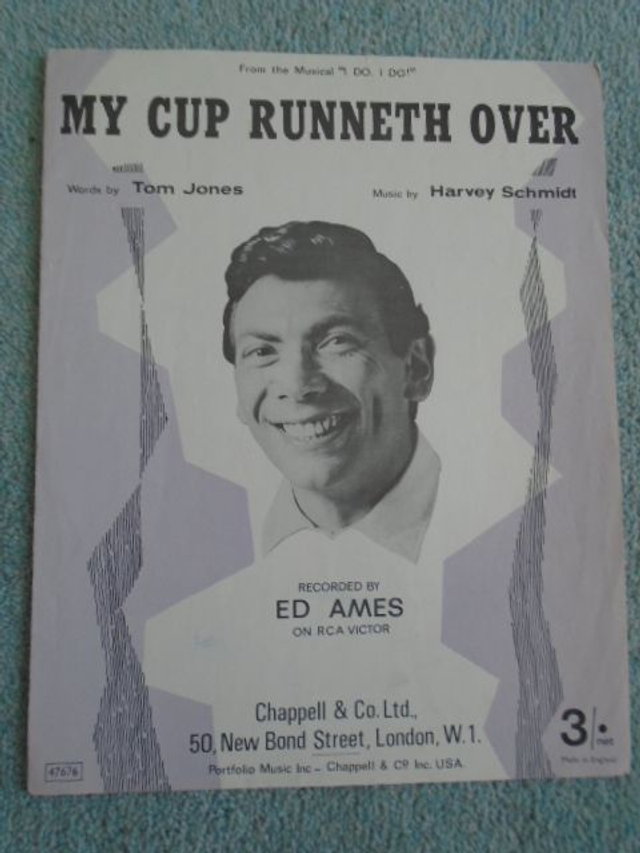 From the Musical "I DO. I DO!"
MY CUP RUNNETH OVER
Words by Tom Jones
Music by Harvey Schmidt
RECORDED BY
ED AMES
ON RCA VICTOR
Chappell & Co. Ltd.,
50, New Bond Street, London, W.1.
Portfolio Music Inc – Chappell & Co Inc. USA.
3/• net
Made in England
47676